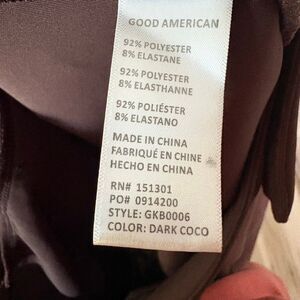 GOOD AMERICAN
92% POLYESTER
8% ELASTANE
92% POLYESTER
8% ELASTHANNE
92% POLIÉSTER
8% ELASTANO
MADE IN CHINA
FABRIQUÉ EN CHINE
HECHO EN CHINA
RN# 151301
PO# 0914200
STYLE: GKB0006
COLOR: DARK COCO